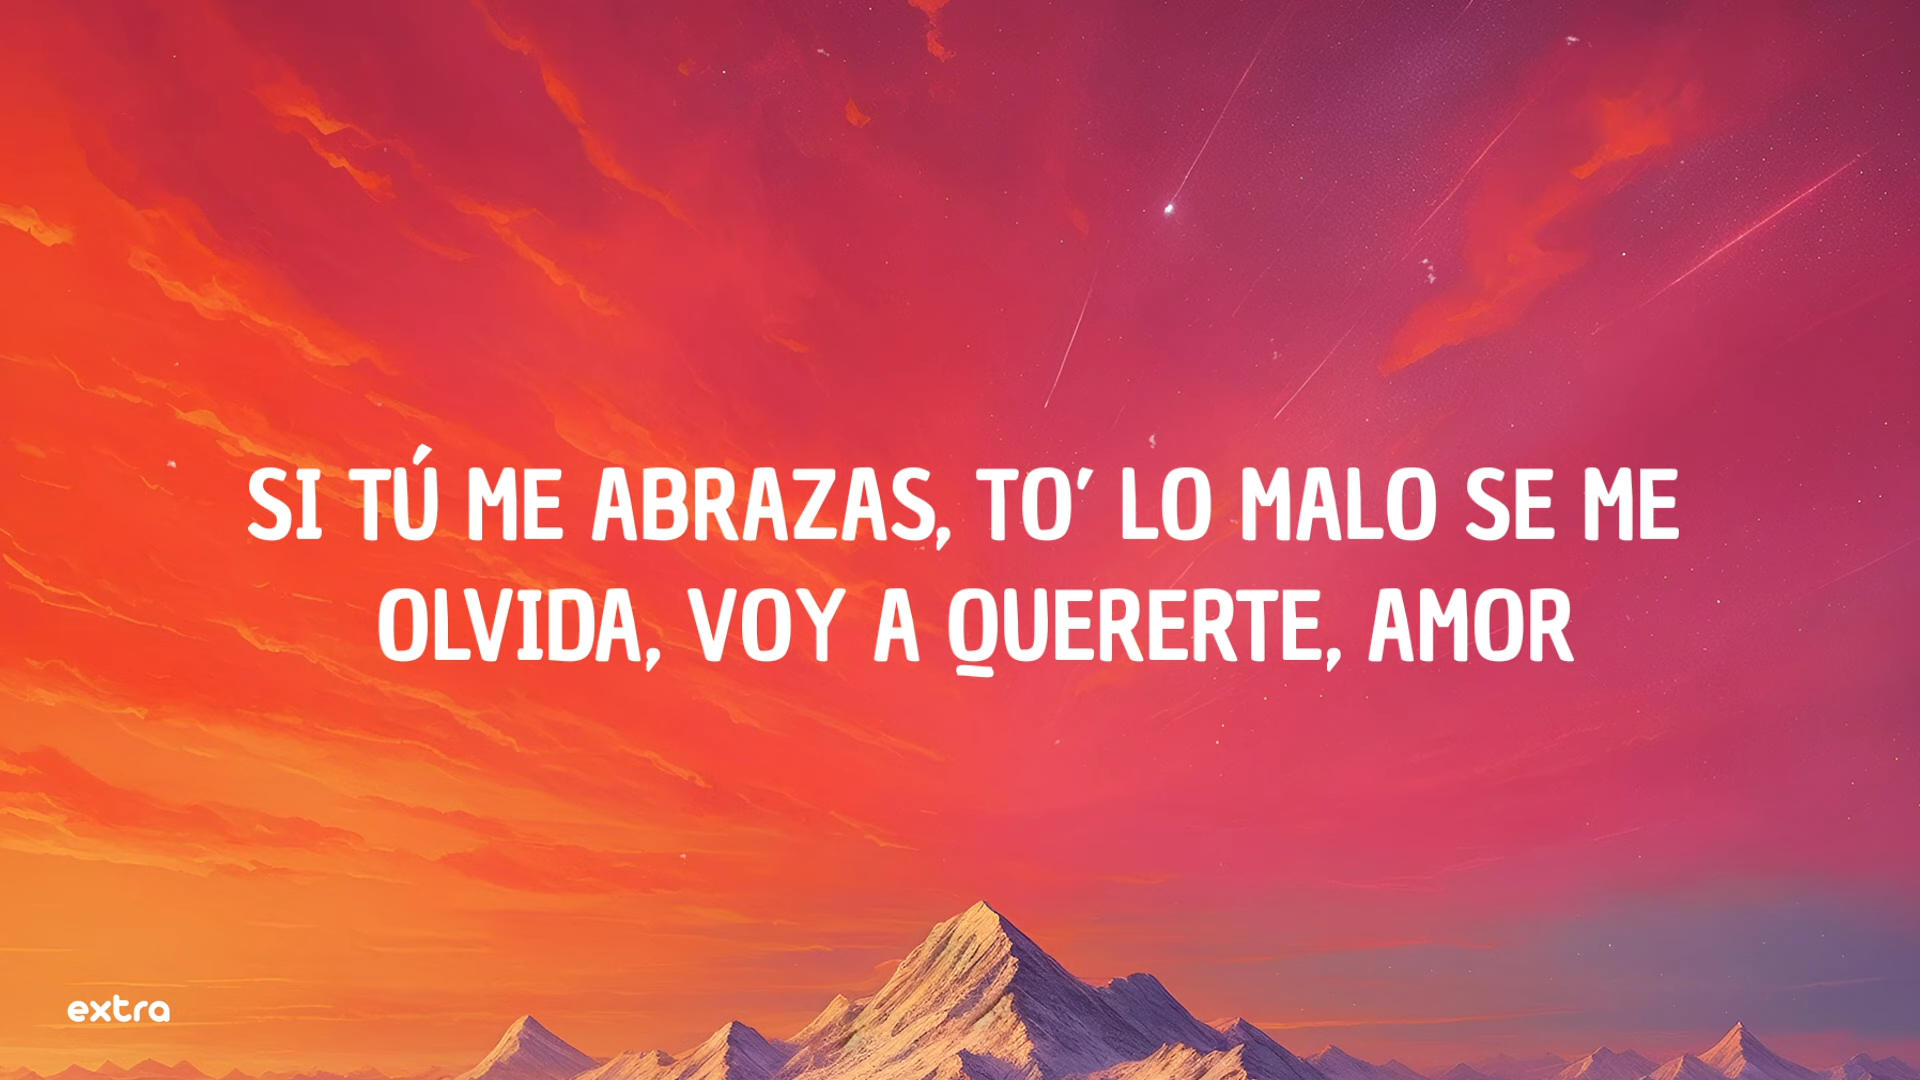 SI TÚ ME ABRAZAS, TO' LO MALO SE ME
OLVIDA, VOY A QUERERTE, AMOR
extra